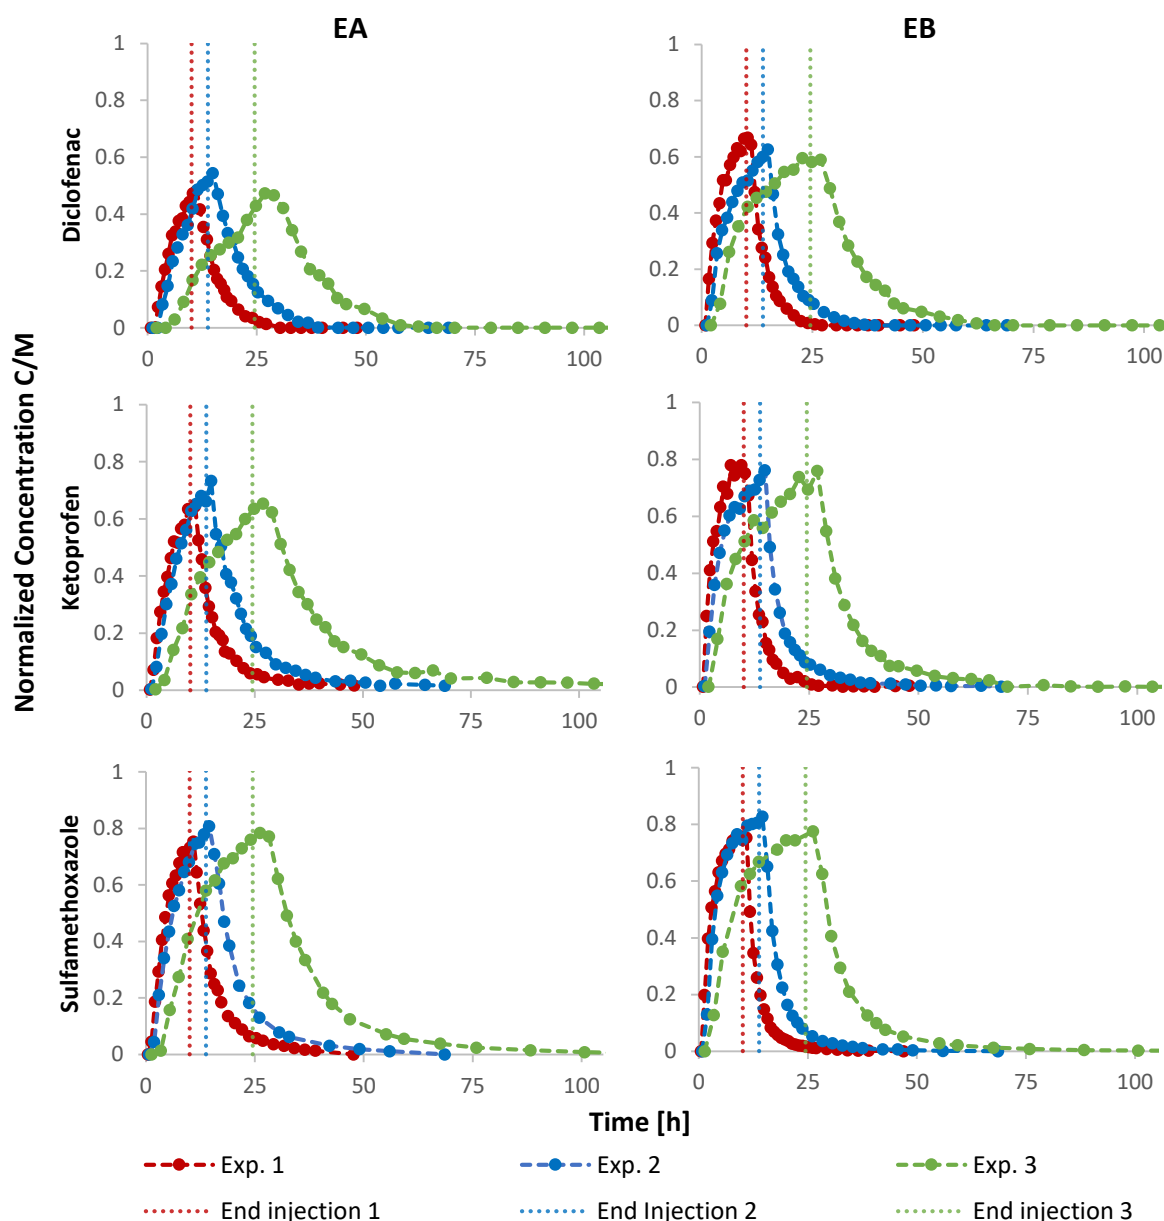 EA EB
Normalized Concentration C/M
Diclofenac
1 1
0.8 0.8
0.6 0.6
0.4 0.4
0.2 0.2
0 0
0 25 50 75 100 0 25 50 75 100
Ketoprofen
1 1
0.8 0.8
0.6 0.6
0.4 0.4
0.2 0.2
0 0
0 25 50 75 100 0 25 50 75 100
Sulfamethoxazole
1 1
0.8 0.8
0.6 0.6
0.4 0.4
0.2 0.2
0 0
0 25 50 75 100 0 25 50 75 100
Time [h]
Exp. 1 Exp. 2 Exp. 3
End injection 1 End Injection 2 End injection 3